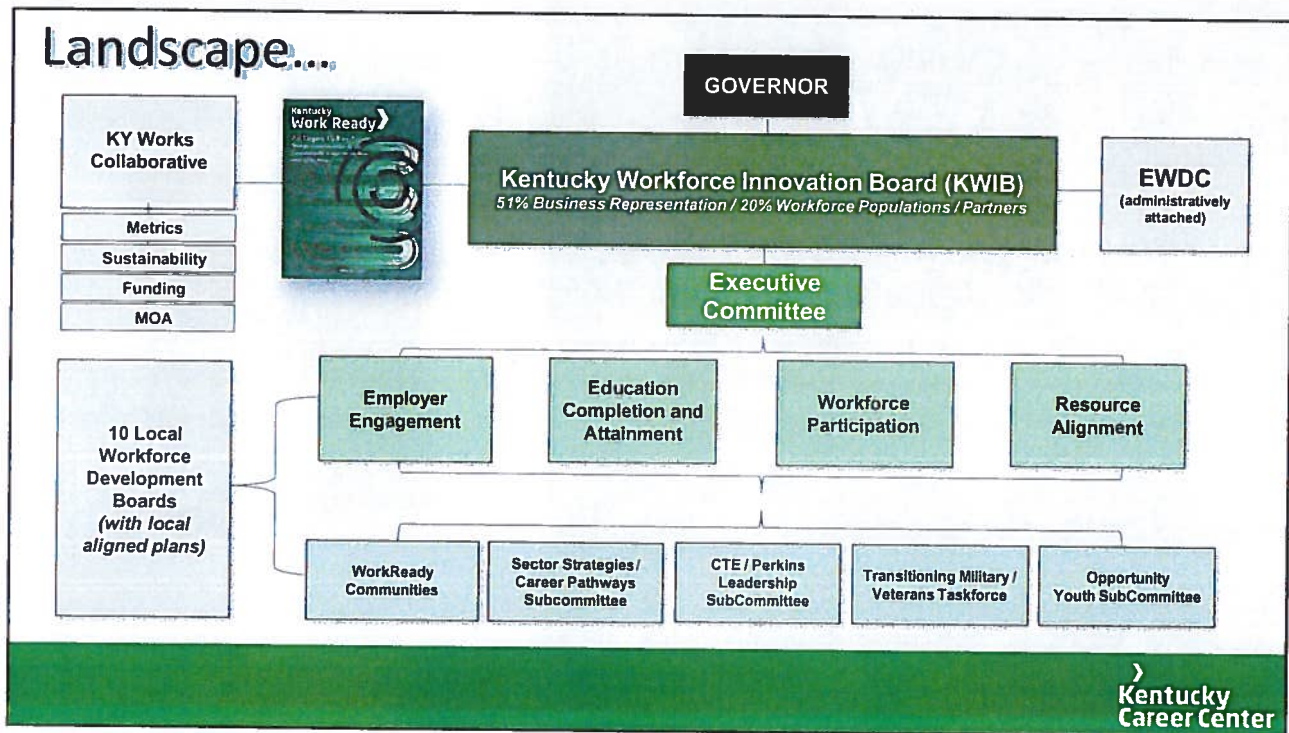 Landscape...
GOVERNOR
KY Works
Collaborative
Metrics
Sustainability
Funding
MOA
Kentucky
Work Ready
Kentucky Workforce Innovation Board (KWIB)
51% Business Representation / 20% Workforce Populations / Partners
EWDC
(administratively
attached)
Executive
Committee
10 Local
Workforce
Development
Boards
(with local
aligned plans)
Employer
Engagement
Education
Completion and
Attainment
Workforce
Participation
Resource
Alignment
WorkReady
Communities
Sector Strategies /
Career Pathways
Subcommittee
CTE / Perkins
Leadership
SubCommittee
Transitioning Military /
Veterans Taskforce
Opportunity
Youth SubCommittee
Kentucky
Career Center